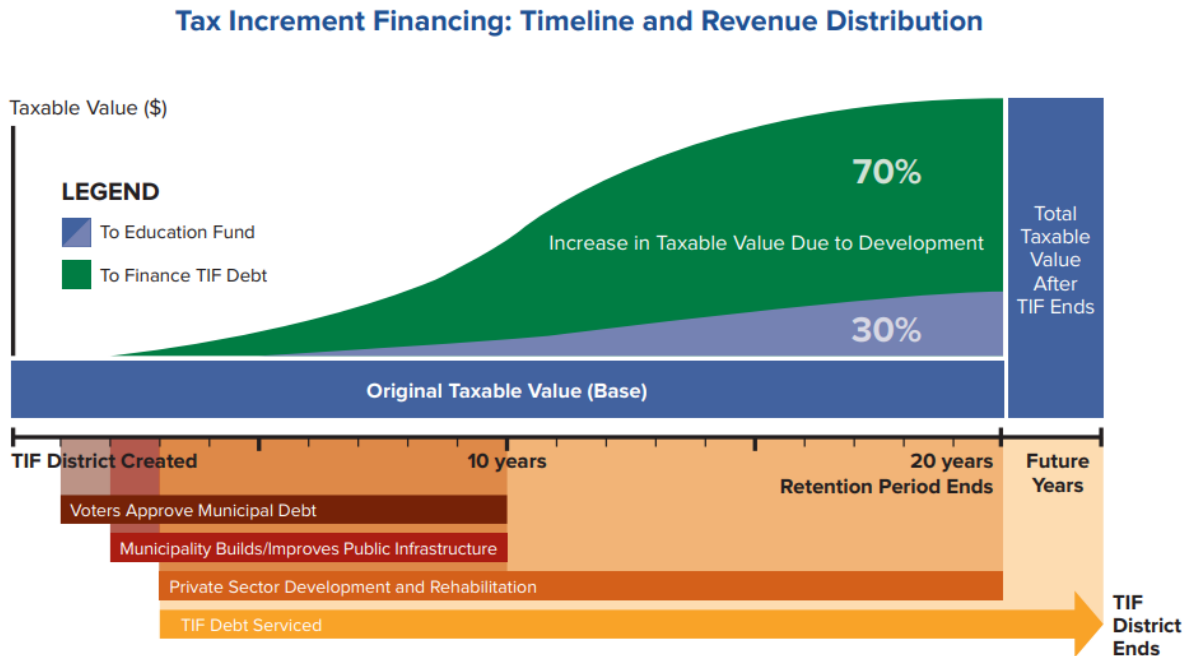 Tax Increment Financing: Timeline and Revenue Distribution
Taxable Value ($)
LEGEND
To Education Fund
To Finance TIF Debt
70%
Increase in Taxable Value Due to Development
30%
Total
Taxable
Value
After
TIF Ends
Original Taxable Value (Base)
TIF District Created
10 years
20 years
Retention Period Ends
Future
Years
Voters Approve Municipal Debt
Municipality Builds/Improves Public Infrastructure
Private Sector Development and Rehabilitation
TIF Debt Serviced
TIF
District
Ends